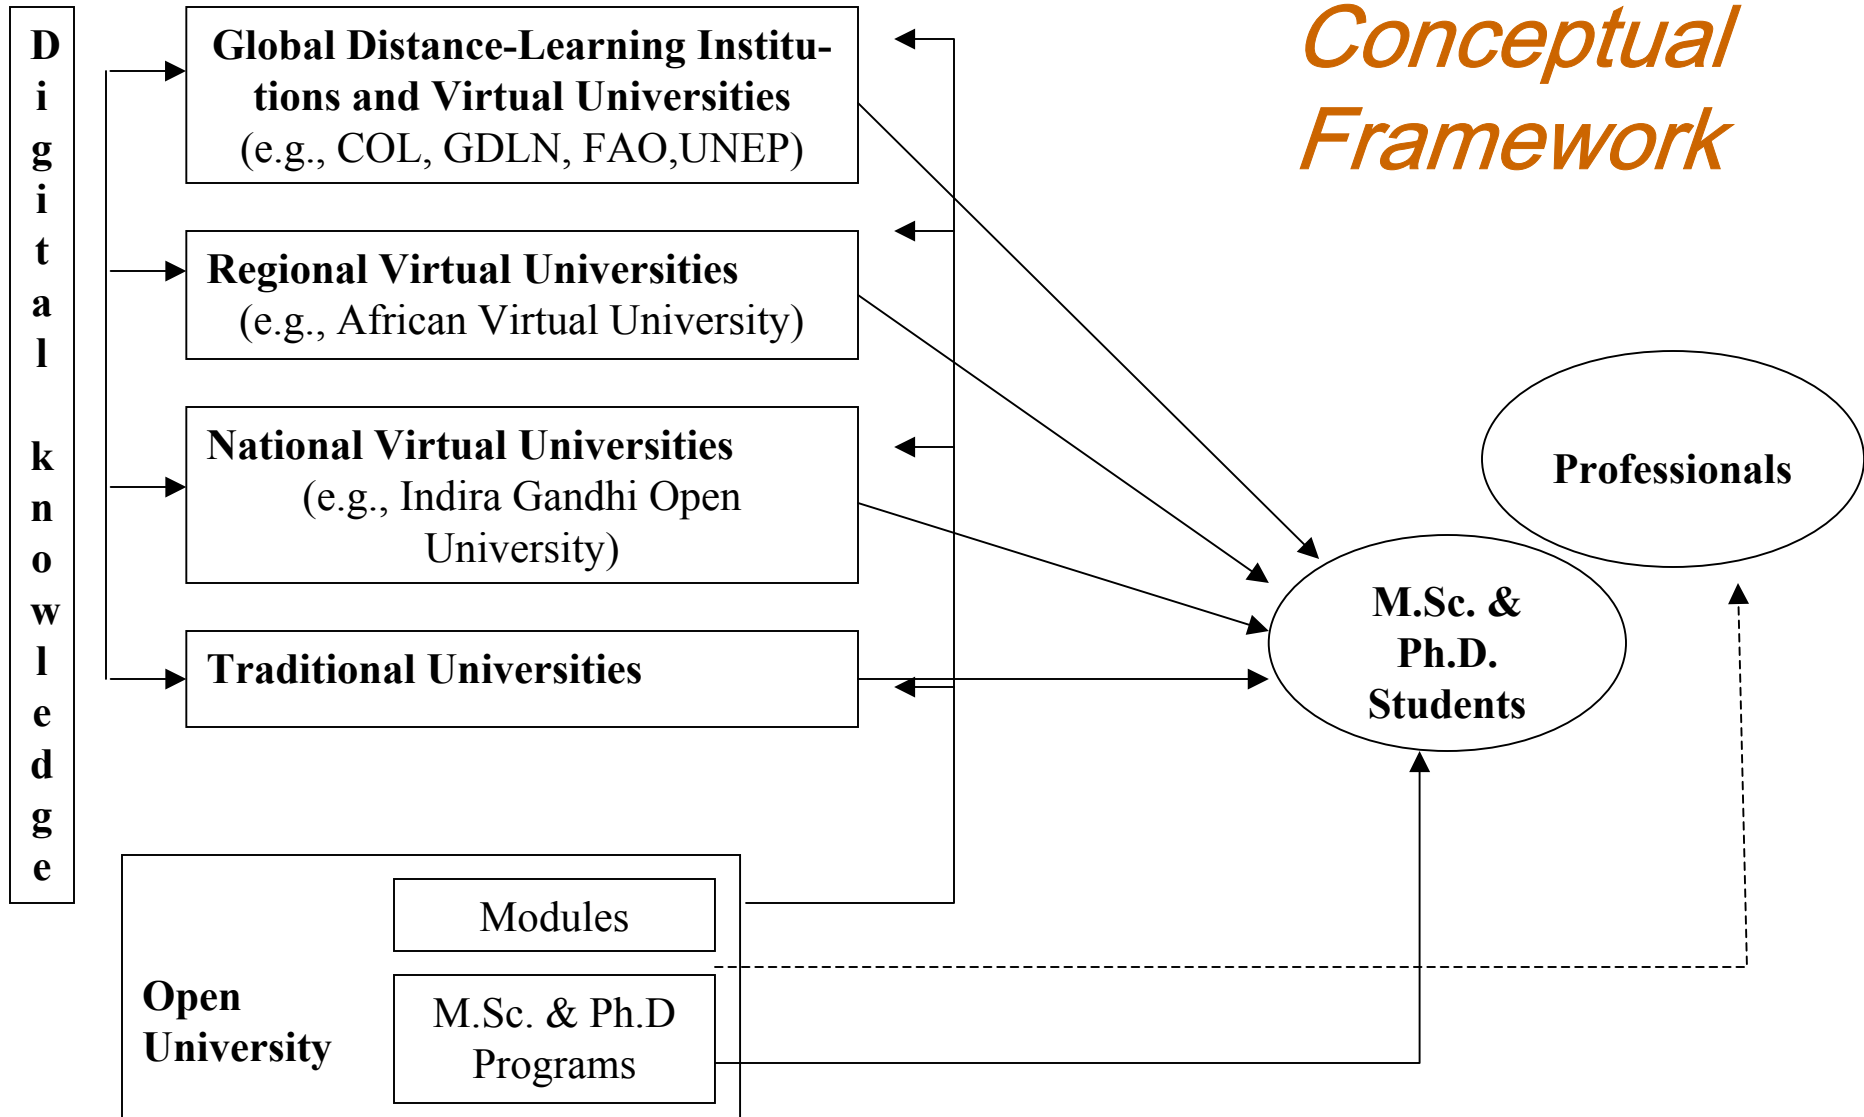 Conceptual
Framework
Digital knowledge
Global Distance-Learning Institu-
tions and Virtual Universities
(e.g., COL, GDLN, FAO,UNEP)
Regional Virtual Universities
(e.g., African Virtual University)
National Virtual Universities
(e.g., Indira Gandhi Open
University)
Traditional Universities
Professionals
M.Sc. &
Ph.D.
Students
Open
University
Modules
M.Sc. & Ph.D
Programs